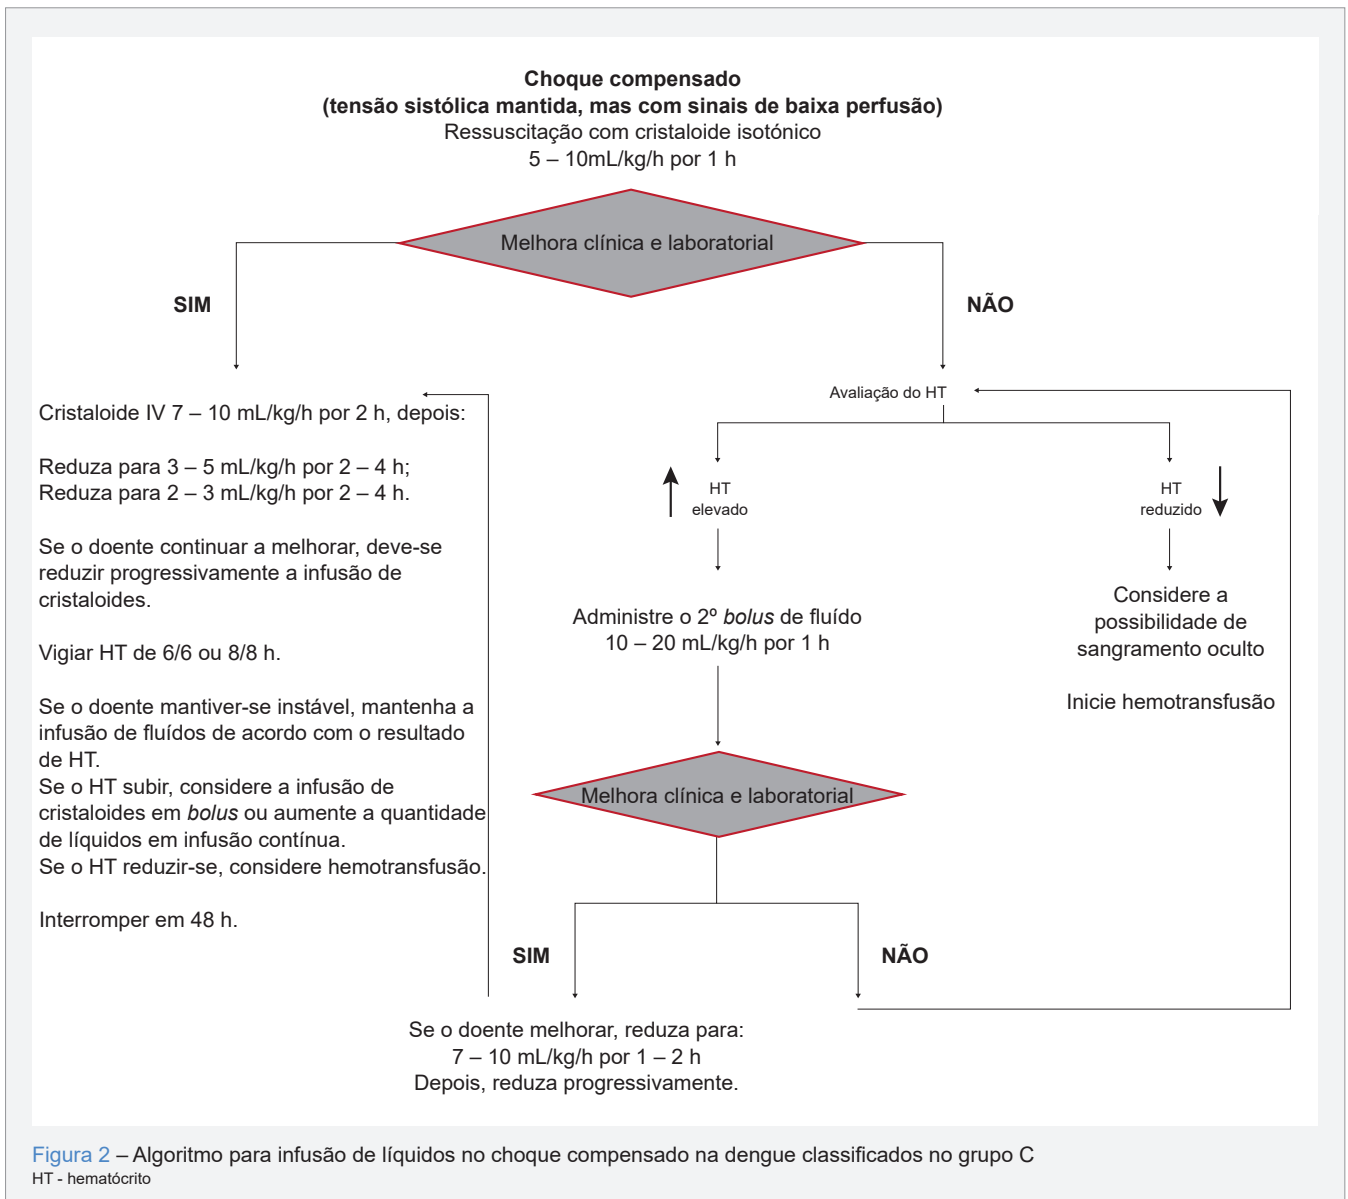 Choque compensado
(tensão sistólica mantida, mas com sinais de baixa perfusão)
Ressuscitação com cristaloide isotónico
5 – 10mL/kg/h por 1 h
Melhora clínica e laboratorial
SIM
NÃO
Cristaloide IV 7 – 10 mL/kg/h por 2 h, depois:
Reduza para 3 – 5 mL/kg/h por 2 – 4 h;
Reduza para 2 – 3 mL/kg/h por 2 – 4 h.
Se o doente continuar a melhorar, deve-se
reduzir progressivamente a infusão de
cristaloides.
Vigiar HT de 6/6 ou 8/8 h.
Se o doente mantiver-se instável, mantenha a
infusão de fluídos de acordo com o resultado
de HT.
Se o HT subir, considere a infusão de
cristaloides em bolus ou aumente a quantidade
de líquidos em infusão contínua.
Se o HT reduzir-se, considere hemotransfusão.
Interromper em 48 h.
Avaliação do HT
HT
elevado
HT
reduzido
Administre o 2º bolus de fluído
10 – 20 mL/kg/h por 1 h
Considere a
possibilidade de
sangramento oculto
Inicie hemotransfusão
Melhora clínica e laboratorial
SIM
NÃO
Se o doente melhorar, reduza para:
7 – 10 mL/kg/h por 1 – 2 h
Depois, reduza progressivamente.
Figura 2 – Algoritmo para infusão de líquidos no choque compensado na dengue classificados no grupo C
HT - hematócrito